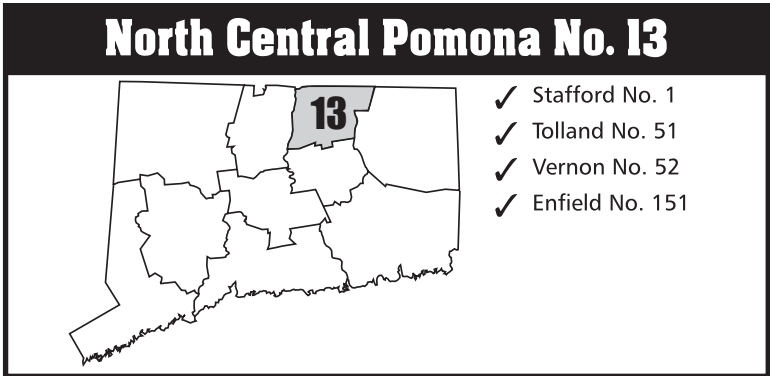 North Central Pomona No. 13
13
✓ Stafford No. 1
✓ Tolland No. 51
✓ Vernon No. 52
✓ Enfield No. 151